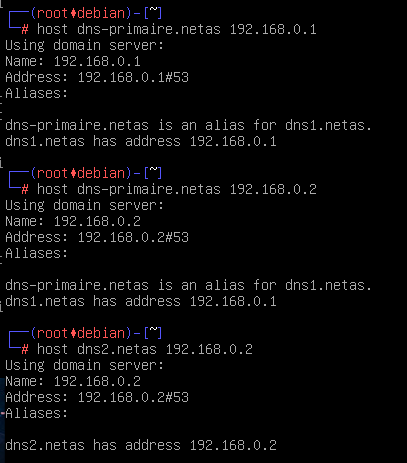 ┌──(root♦debian)-[~]
└─# host dns-primaire.netas 192.168.0.1
Using domain server:
Name: 192.168.0.1
Address: 192.168.0.1#53
Aliases:

dns-primaire.netas is an alias for dns1.netas.
dns1.netas has address 192.168.0.1

┌──(root♦debian)-[~]
└─# host dns-primaire.netas 192.168.0.2
Using domain server:
Name: 192.168.0.2
Address: 192.168.0.2#53
Aliases:

dns-primaire.netas is an alias for dns1.netas.
dns1.netas has address 192.168.0.1

┌──(root♦debian)-[~]
└─# host dns2.netas 192.168.0.2
Using domain server:
Name: 192.168.0.2
Address: 192.168.0.2#53
Aliases:

dns2.netas has address 192.168.0.2